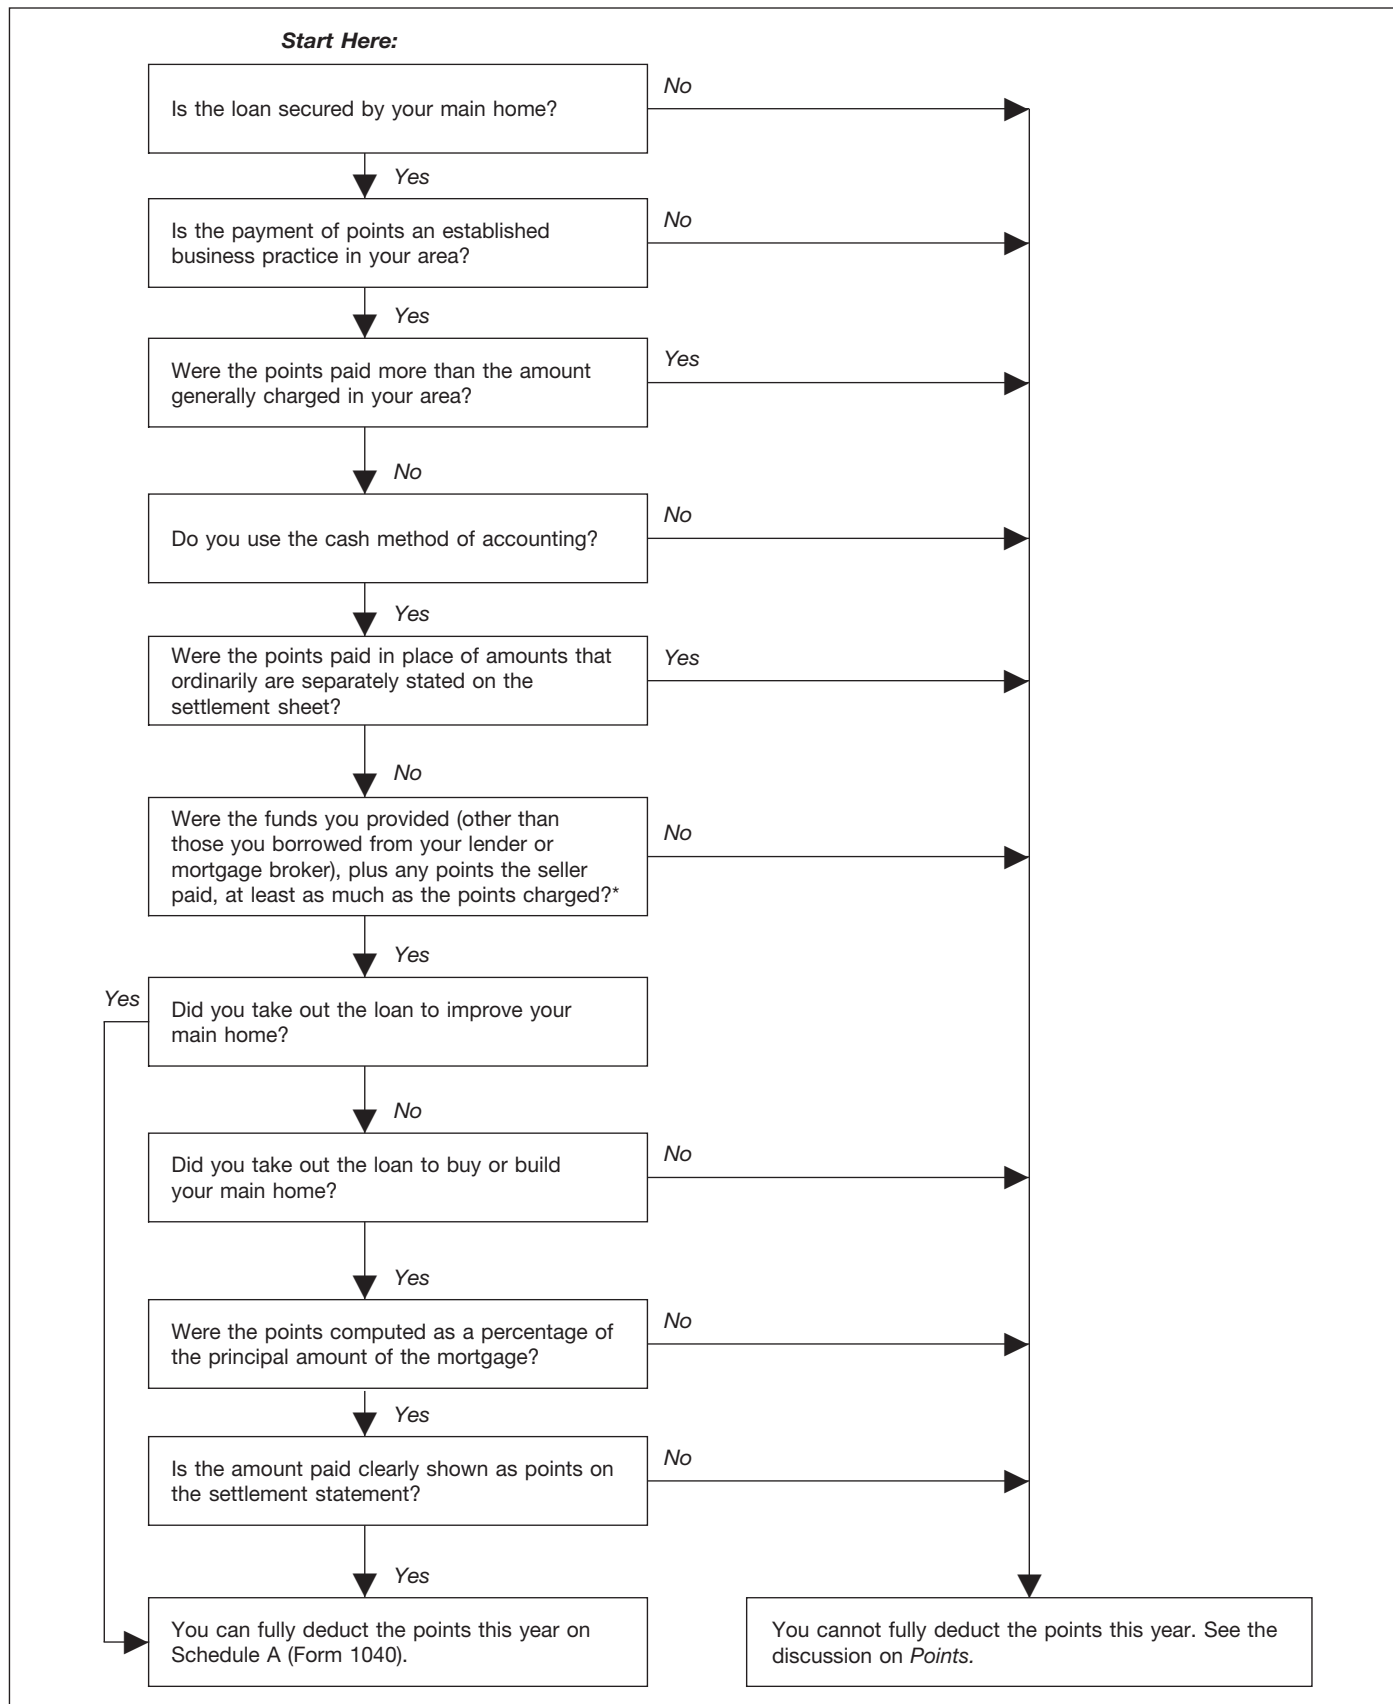 Start Here:
Is the loan secured by your main home?
No
Yes
Is the payment of points an established
business practice in your area?
No
Yes
Were the points paid more than the amount
generally charged in your area?
Yes
No
Do you use the cash method of accounting?
No
Yes
Were the points paid in place of amounts that
ordinarily are separately stated on the
settlement sheet?
Yes
No
Were the funds you provided (other than
those you borrowed from your lender or
mortgage broker), plus any points the seller
paid, at least as much as the points charged?*
No
Yes
Yes
Did you take out the loan to improve your
main home?
No
Did you take out the loan to buy or build
your main home?
No
Yes
Were the points computed as a percentage of
the principal amount of the mortgage?
No
Yes
Is the amount paid clearly shown as points on
the settlement statement?
No
Yes
You can fully deduct the points this year on
Schedule A (Form 1040).
You cannot fully deduct the points this year. See the
discussion on Points.